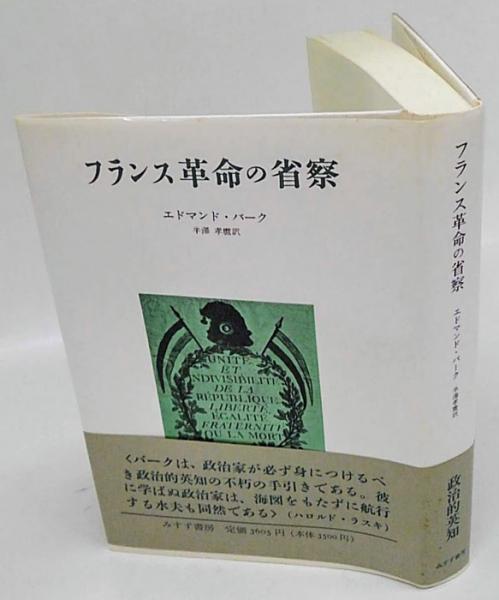 フランス革命の省察
エドマンド・バーク
半澤孝麿訳
UNITÉ
ET
INDIVISIBILITÉ
DE LA
RÉPUBLIQUE
LIBERTÉ
EGALITÉ
FRATERNITÉ
OU LA MORT
〈バークは、政治家が必ず身につけるべ
き政治的英知の不朽の手引きである。彼
に学ばぬ政治家は、海図をもたずに航行
する水夫も同然である〉(ハロルド・ラスキ)
みすず書房 定価3605円(本体3500円)
フランス革命の省察
エドマンド・バーク
半澤孝麿訳
政治的英知
みすず書房